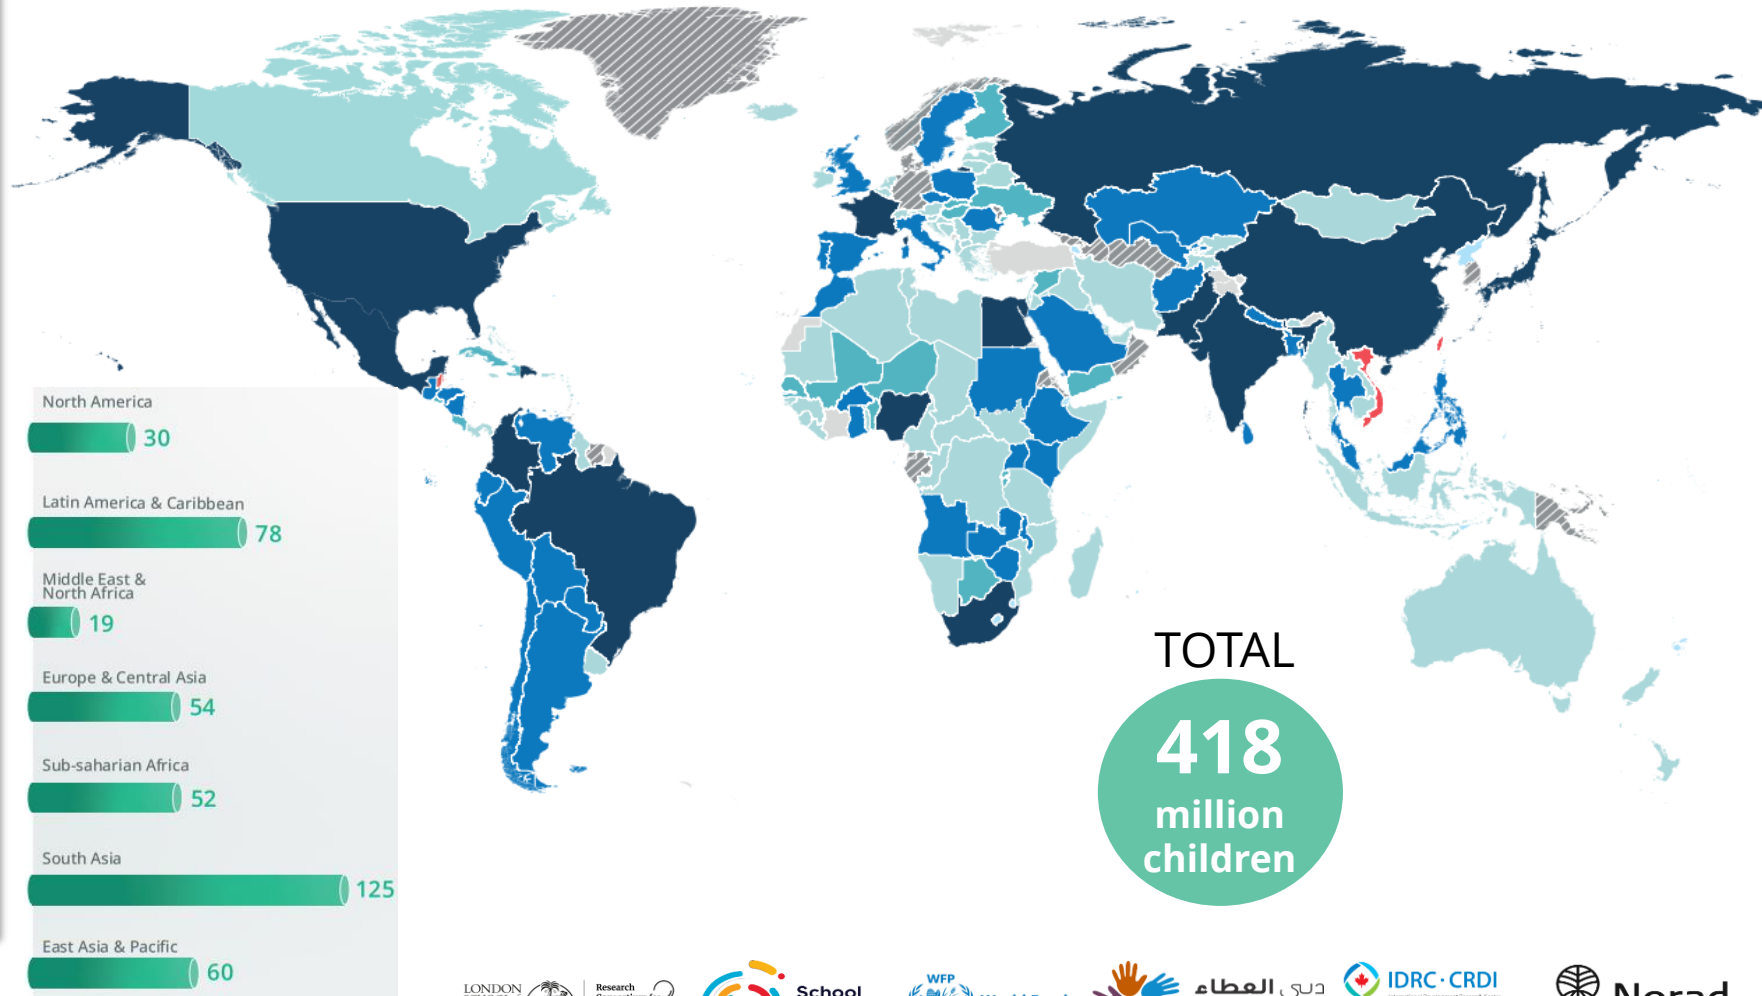 North America
30
Latin America & Caribbean
78
Middle East &
North Africa
19
Europe & Central Asia
54
Sub-saharian Africa
52
South Asia
125
East Asia & Pacific
60
TOTAL
418
million
children
LONDON
Research
School
WFP
دبي العطاء
IDRC · CRDI
Norad